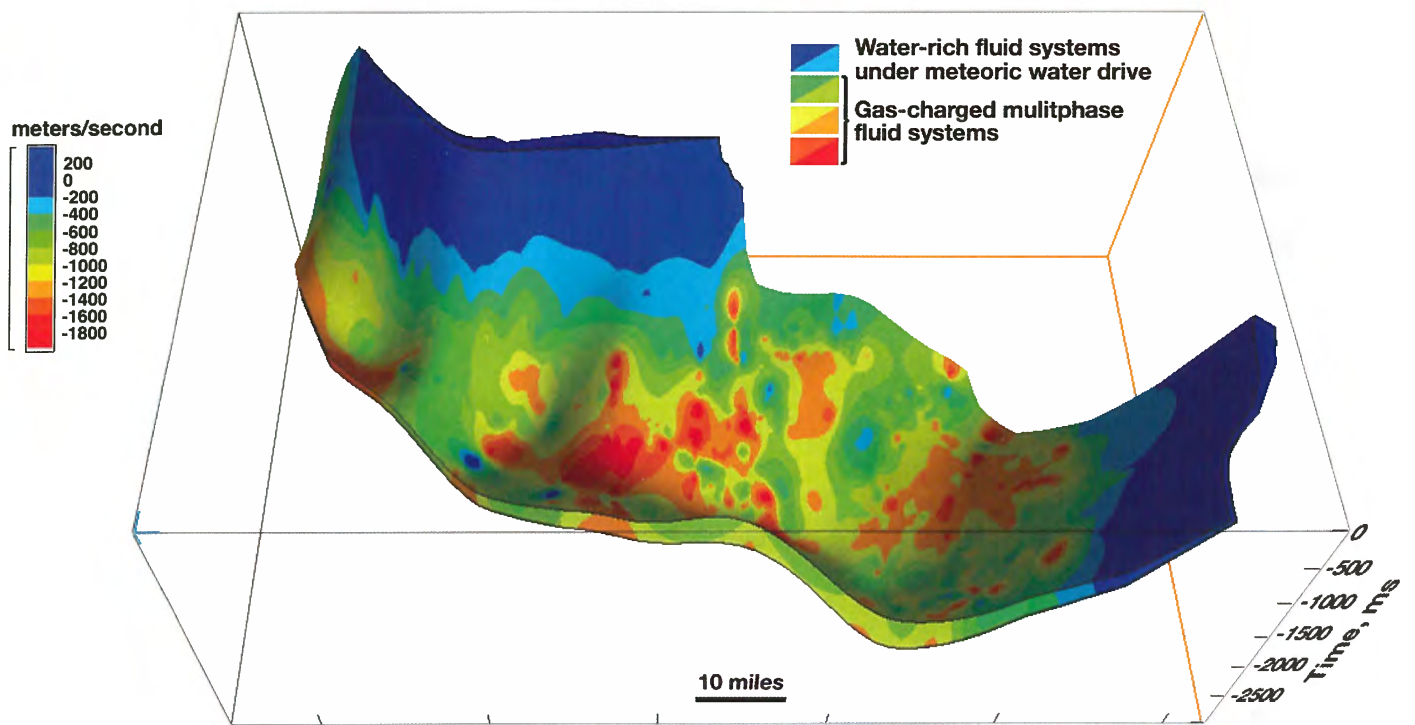 Water-rich fluid systems
under meteoric water drive
Gas-charged mulitphase
fluid systems
meters/second
200
0
-200
-400
-600
-800
-1000
-1200
-1400
-1600
-1800
0
-500
-1000
-1500
-2000
-2500
Time, ms
10 miles